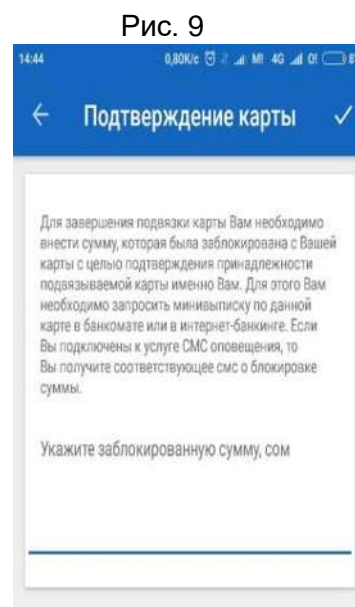 Рис. 9
14:44 0,80К/с MI 4G O!
← Подтверждение карты ✓
Для завершения подвязки карты Вам необходимо
внести сумму, которая была заблокирована с Вашей
карты с целью подтверждения принадлежности
подвязываемой карты именно Вам. Для этого Вам
необходимо запросить минивыписку по данной
карте в банкомате или в интернет-банкинге. Если
Вы подключены к услуге СМС оповещения, то
Вы получите соответствующее смс о блокировке
суммы.
Укажите заблокированную сумму, сом